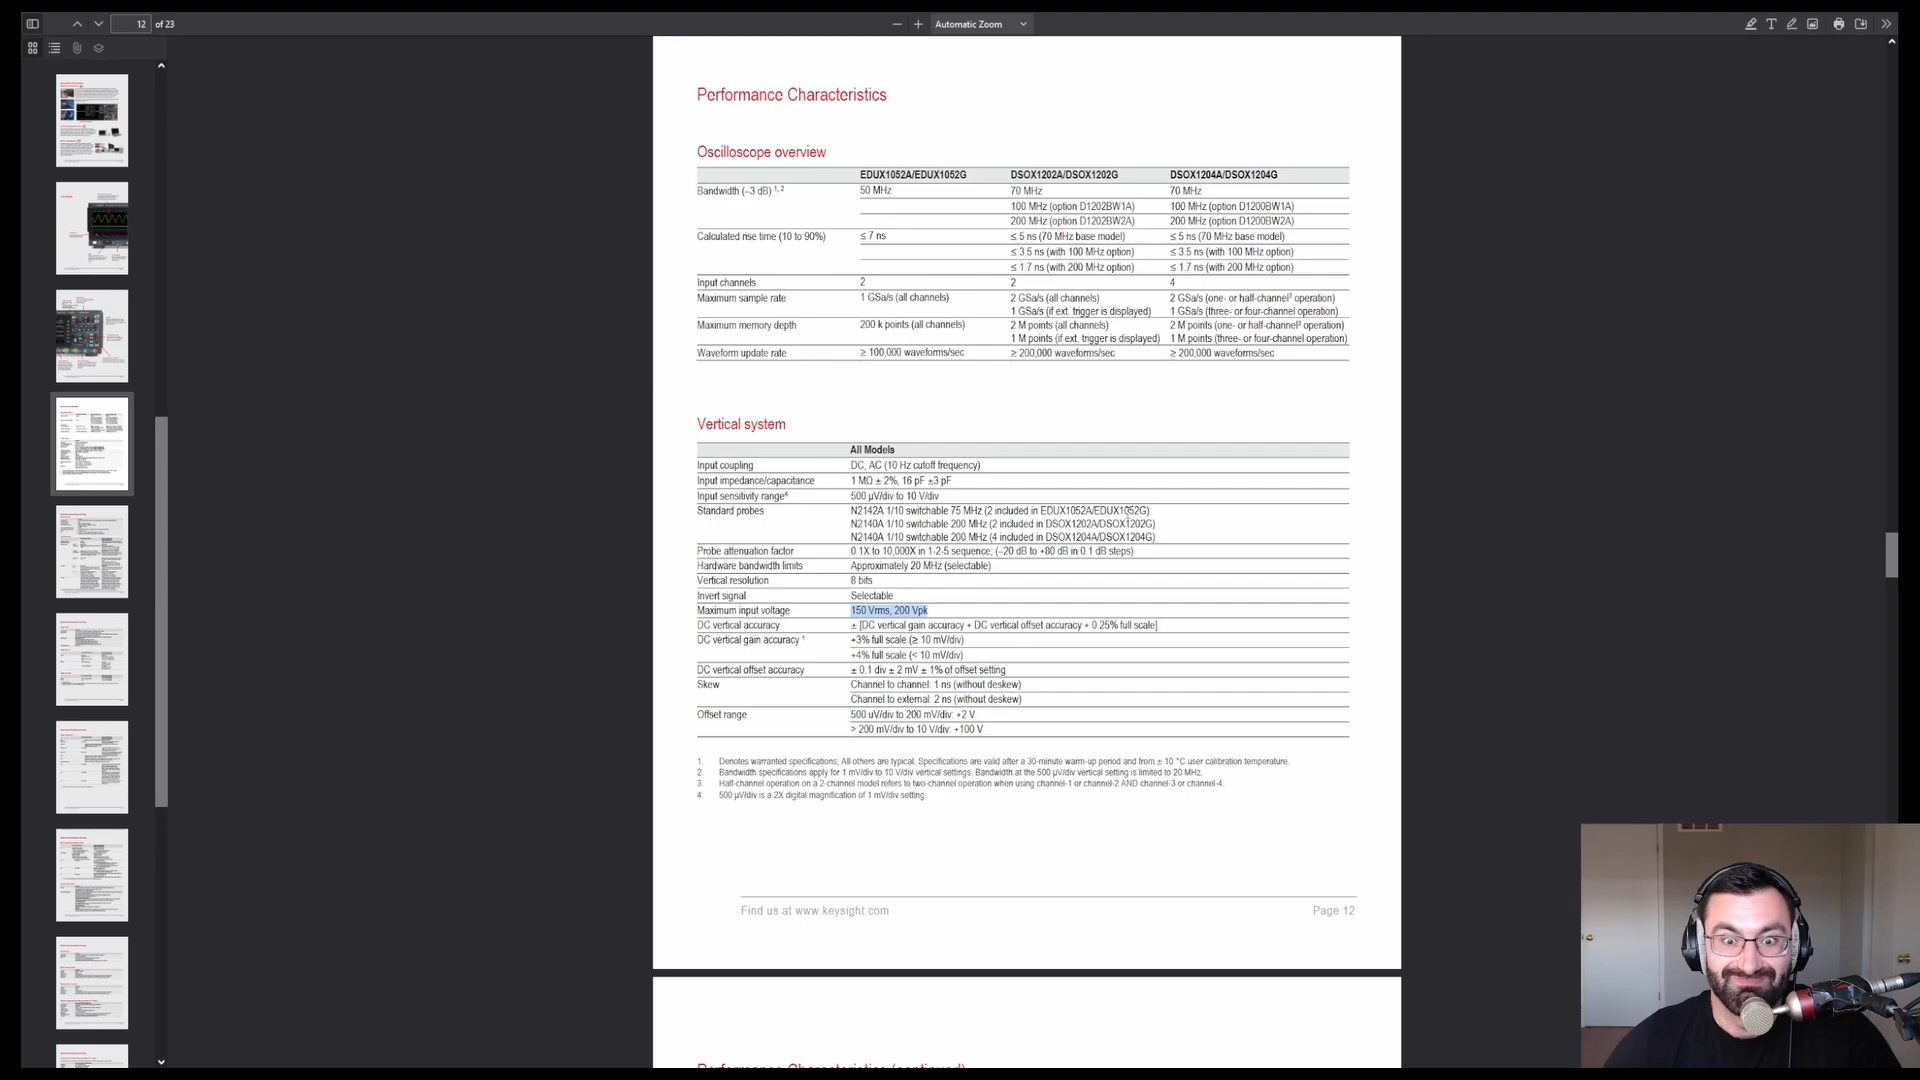 12 of 23
Automatic Zoom
Performance Characteristics
Oscilloscope overview
EDUX1052A/EDUX1052G DSOX1202A/DSOX1202G DSOX1204A/DSOX1204G
Bandwidth (–3 dB) 1, 2 50 MHz 70 MHz 70 MHz
100 MHz (option D1202BW1A) 100 MHz (option D1200BW1A)
200 MHz (option D1202BW2A) 200 MHz (option D1200BW2A)
Calculated rise time (10 to 90%) ≤ 7 ns ≤ 5 ns (70 MHz base model) ≤ 5 ns (70 MHz base model)
≤ 3.5 ns (with 100 MHz option) ≤ 3.5 ns (with 100 MHz option)
≤ 1.7 ns (with 200 MHz option) ≤ 1.7 ns (with 200 MHz option)
Input channels 2 2 4
Maximum sample rate 1 GSa/s (all channels) 2 GSa/s (all channels) 2 GSa/s (one- or half-channel3 operation)
1 GSa/s (if ext. trigger is displayed) 1 GSa/s (three- or four-channel operation)
Maximum memory depth 200 k points (all channels) 2 M points (all channels) 2 M points (one- or half-channel3 operation)
1 M points (if ext. trigger is displayed) 1 M points (three- or four-channel operation)
Waveform update rate ≥ 100,000 waveforms/sec ≥ 200,000 waveforms/sec ≥ 200,000 waveforms/sec
Vertical system
All Models
Input coupling DC, AC (10 Hz cutoff frequency)
Input impedance/capacitance 1 MΩ ± 2%, 16 pF ±3 pF
Input sensitivity range4 500 µV/div to 10 V/div
Standard probes N2142A 1/10 switchable 75 MHz (2 included in EDUX1052A/EDUX1052G)
N2140A 1/10 switchable 200 MHz (2 included in DSOX1202A/DSOX1202G)
N2140A 1/10 switchable 200 MHz (4 included in DSOX1204A/DSOX1204G)
Probe attenuation factor 0.1X to 10,000X in 1-2-5 sequence; (–20 dB to +80 dB in 0.1 dB steps)
Hardware bandwidth limits Approximately 20 MHz (selectable)
Vertical resolution 8 bits
Invert signal Selectable
Maximum input voltage 150 Vrms, 200 Vpk
DC vertical accuracy ± [DC vertical gain accuracy + DC vertical offset accuracy + 0.25% full scale]
DC vertical gain accuracy 1 +3% full scale (≥ 10 mV/div)
+4% full scale (< 10 mV/div)
DC vertical offset accuracy ± 0.1 div ± 2 mV ± 1% of offset setting
Skew Channel to channel: 1 ns (without deskew)
Channel to external: 2 ns (without deskew)
Offset range 500 uV/div to 200 mV/div: +2 V
> 200 mV/div to 10 V/div: +100 V
1. Denotes warranted specifications; All others are typical. Specifications are valid after a 30-minute warm-up period and from ± 10 °C user calibration temperature.
2. Bandwidth specifications apply for 1 mV/div to 10 V/div vertical settings. Bandwidth at the 500 µV/div vertical setting is limited to 20 MHz.
3. Half-channel operation on a 2-channel model refers to two-channel operation when using channel-1 or channel-2 AND channel-3 or channel-4.
4. 500 µV/div is a 2X digital magnification of 1 mV/div setting.
Find us at www.keysight.com Page 12
Performance Characteristics (continued)